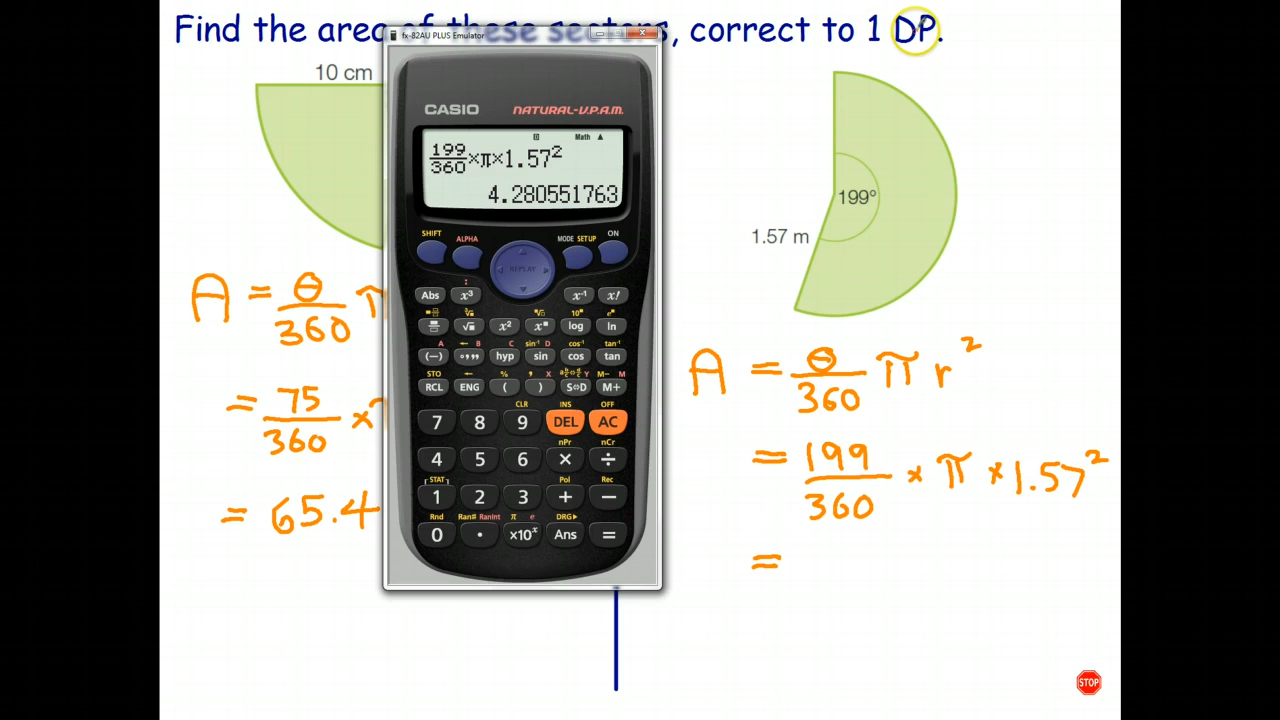 Find the area of these sectors, correct to 1 DP.
fx-82AU PLUS Emulator
10 cm
CASIO
NATURAL-V.P.A.M.
Math ▲
199/360×π×1.57²
4.280551763
199°
1.57 m
SHIFT ALPHA MODE SETUP ON
REPLAY
Abs x³ x⁻¹ x!
√ x² log ln
(−) hyp sin cos tan
STO
RCL ENG ( ) S⇔D M+
CLR INS OFF
7 8 9 DEL AC
nPr nCr
4 5 6 × ÷
STAT Pol Rec
1 2 3 + −
Rnd Ran# RanInt π e DRG▶
0 . ×10ˣ Ans =
A = θ/360 π
= 75/360 ×
= 65.4
A = θ/360 π r²
= 199/360 × π × 1.57²
=
STOP